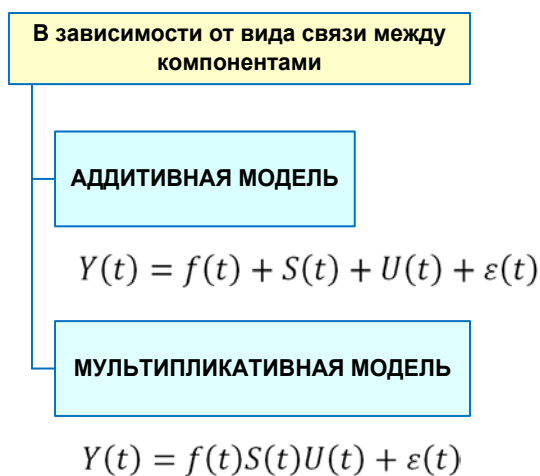 В зависимости от вида связи между
компонентами
АДДИТИВНАЯ МОДЕЛЬ
Y(t) = f(t) + S(t) + U(t) + ε(t)
МУЛЬТИПЛИКАТИВНАЯ МОДЕЛЬ
Y(t) = f(t)S(t)U(t) + ε(t)